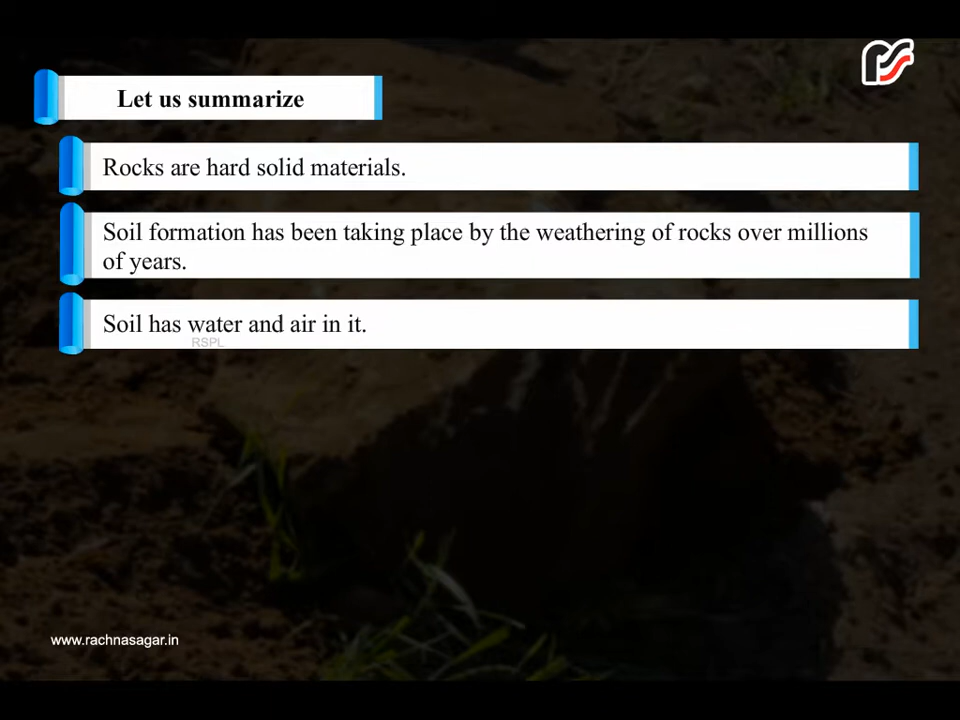 Let us summarize
Rocks are hard solid materials.
Soil formation has been taking place by the weathering of rocks over millions
of years.
Soil has water and air in it.
RSPL
www.rachnasagar.in